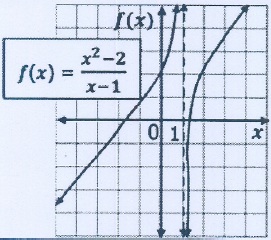 f(x)
f(x) = x²−2 / x−1
0 1 x